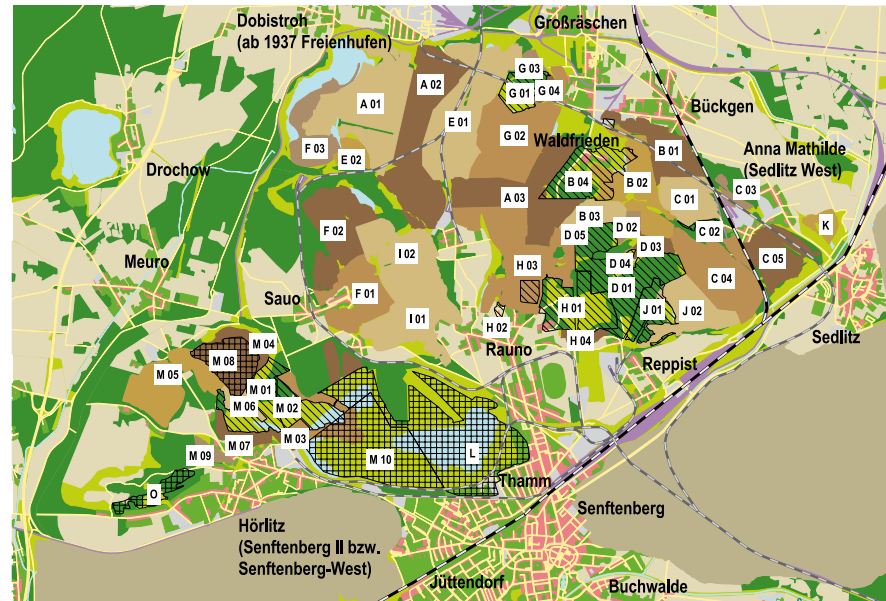 Dobistroh
(ab 1937 Freienhufen)
Großräschen
G 03
A 02
G 01
G 04
A 01
Bückgen
E 01
G 02
Waldfrieden
F 03
B 01
Anna Mathilde
(Sedlitz West)
E 02
Drochow
B 04
B 02
C 03
A 03
C 01
B 03
K
F 02
D 05
D 02
C 02
D 03
I 02
C 05
Meuro
H 03
D 04
C 04
F 01
D 01
Sauo
H 01
J 01
J 02
I 01
H 02
Sedlitz
M 04
Rauno
H 04
M 08
Reppist
M 05
M 01
M 06
M 02
M 07
M 03
M 09
M 10
L
Thamm
O
Senftenberg
Hörlitz
(Senftenberg II bzw.
Senftenberg-West)
Jüttendorf
Buchwalde